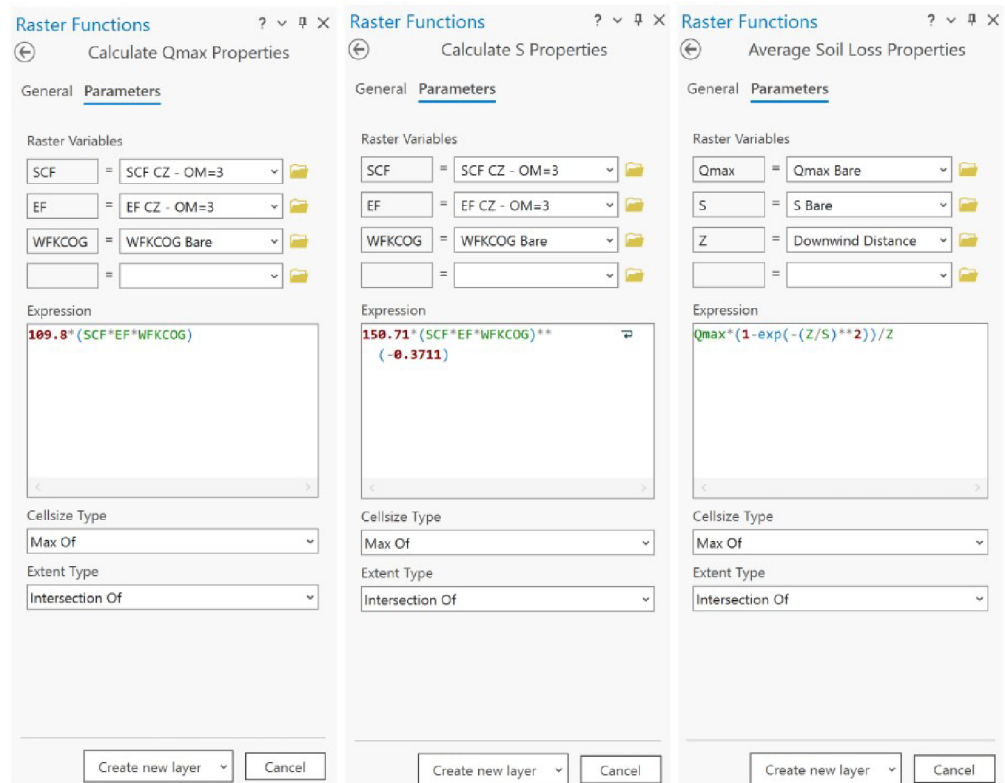 Raster Functions
Calculate Qmax Properties
General Parameters
Raster Variables
SCF = SCF CZ - OM=3
EF = EF CZ - OM=3
WFKCOG = WFKCOG Bare
=
Expression
109.8*(SCF*EF*WFKCOG)
Cellsize Type
Max Of
Extent Type
Intersection Of
Create new layer Cancel
Raster Functions
Calculate S Properties
General Parameters
Raster Variables
SCF = SCF CZ - OM=3
EF = EF CZ - OM=3
WFKCOG = WFKCOG Bare
=
Expression
150.71*(SCF*EF*WFKCOG)**
(-0.3711)
Cellsize Type
Max Of
Extent Type
Intersection Of
Create new layer Cancel
Raster Functions
Average Soil Loss Properties
General Parameters
Raster Variables
Qmax = Qmax Bare
S = S Bare
Z = Downwind Distance
=
Expression
Qmax*(1-exp(-(Z/S)**2))/Z
Cellsize Type
Max Of
Extent Type
Intersection Of
Create new layer Cancel